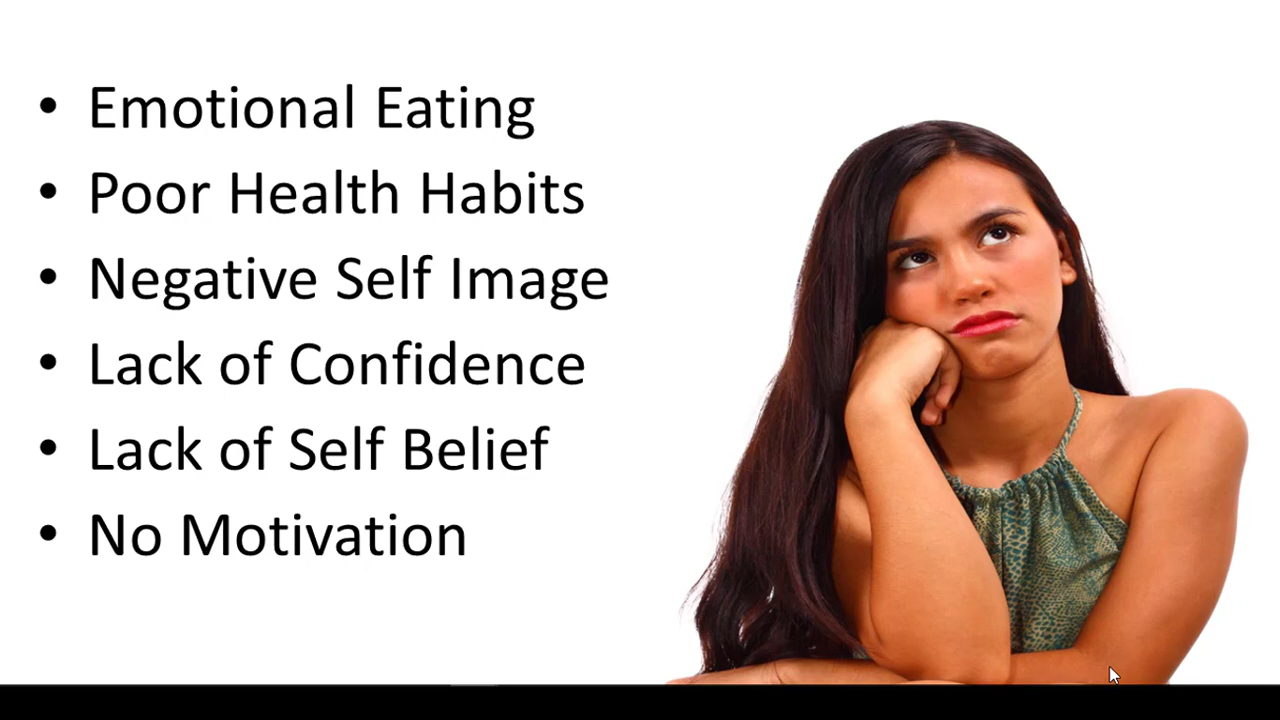 • Emotional Eating
• Poor Health Habits
• Negative Self Image
• Lack of Confidence
• Lack of Self Belief
• No Motivation